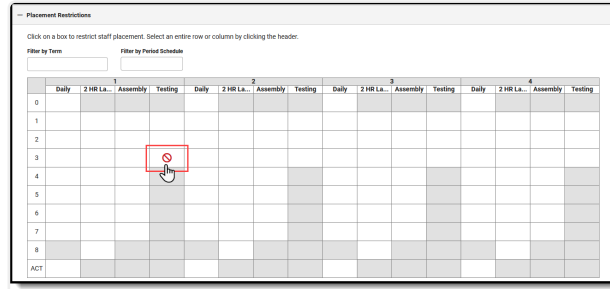 Placement Restrictions
Click on a box to restrict staff placement. Select an entire row or column by clicking the header.
Filter by Term Filter by Period Schedule
1 2 3 4
Daily 2 HR La... Assembly Testing Daily 2 HR La... Assembly Testing Daily 2 HR La... Assembly Testing Daily 2 HR La... Assembly Testing
0
1
2
3
4
5
6
7
8
ACT